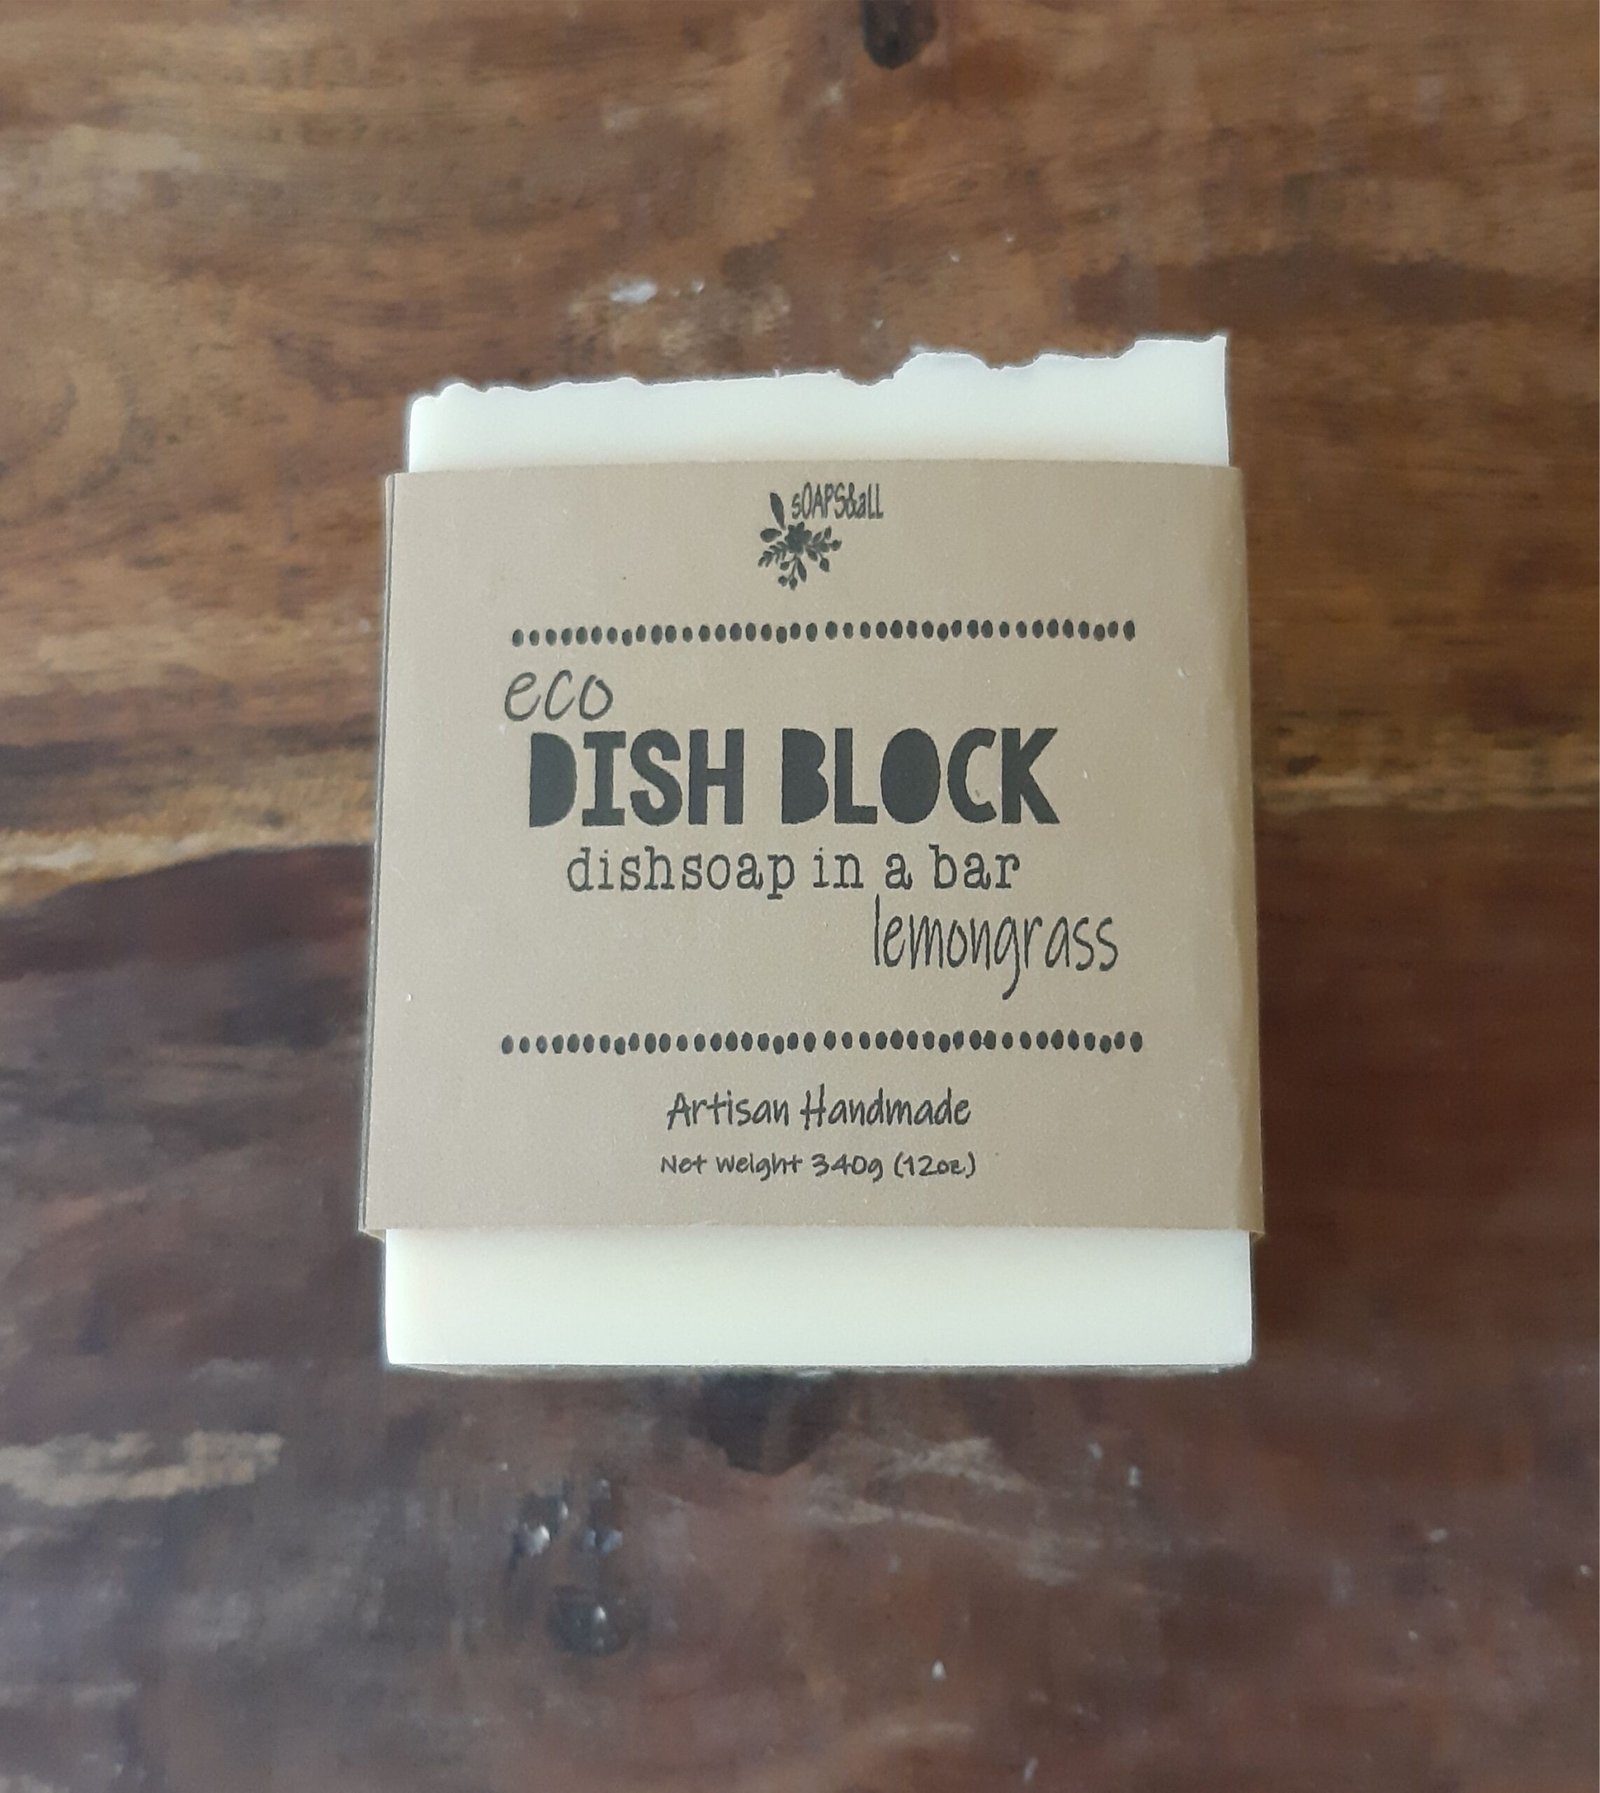 sOAPS&aLL
eco
DISH BLOCK
dishsoap in a bar
lemongrass
Artisan Handmade
Net Weight 340g (12oz)